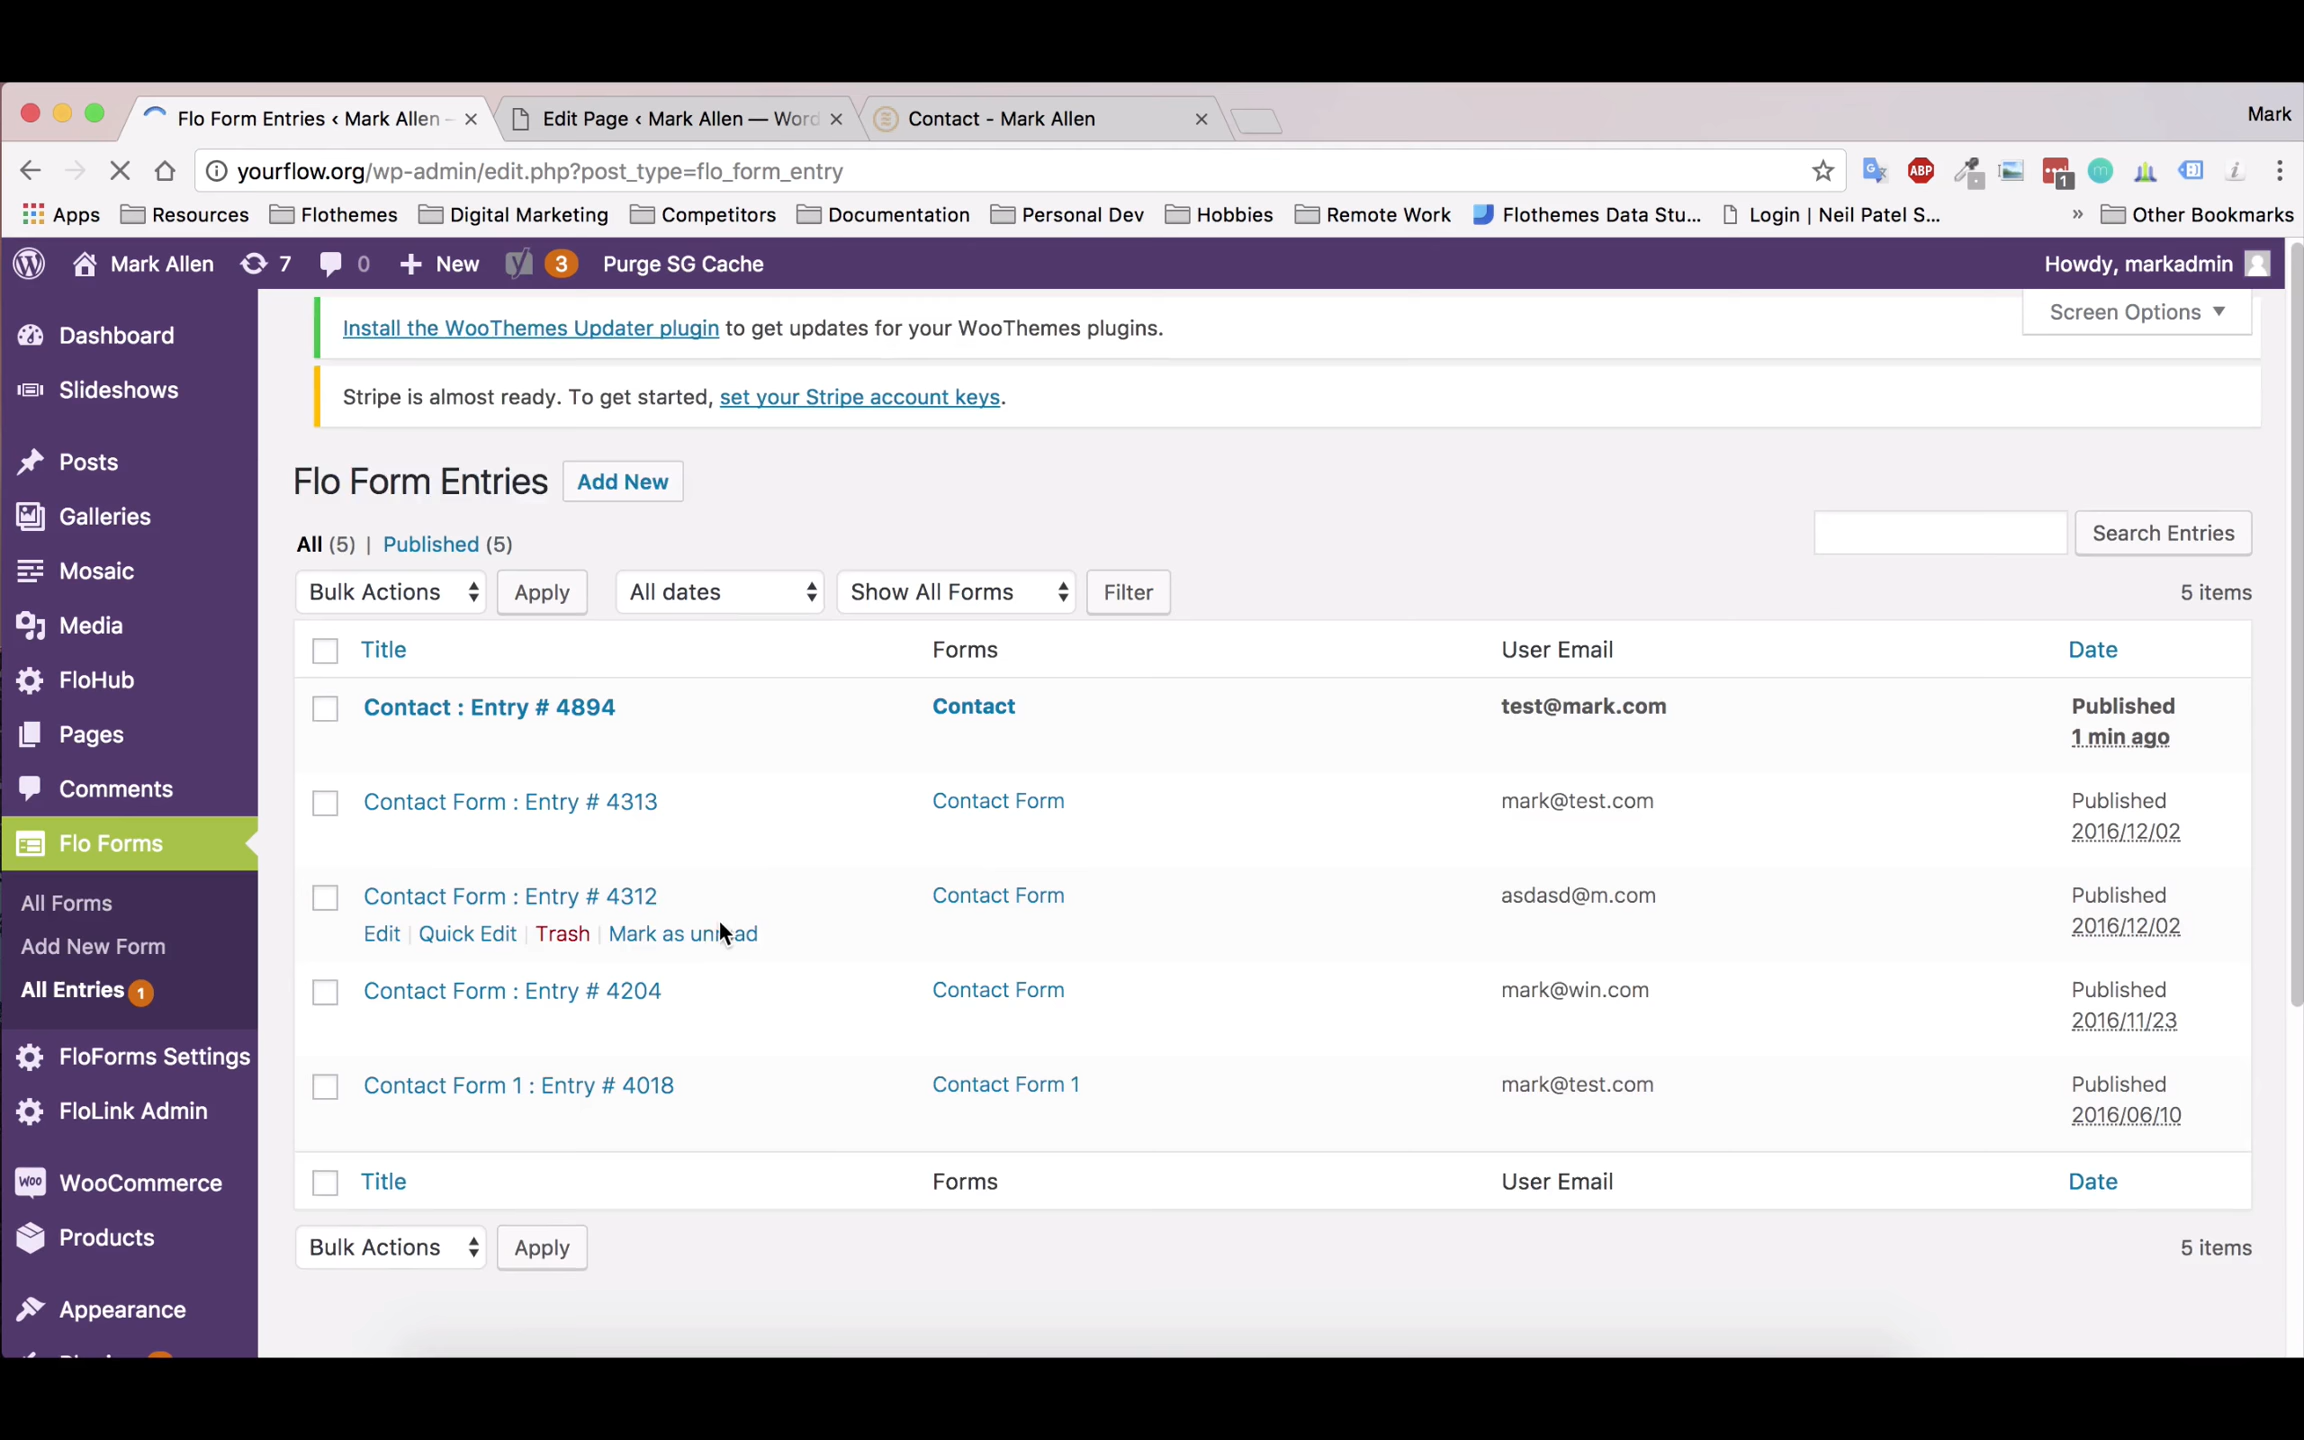 Flo Form Entries ‹ Mark Allen -
Edit Page ‹ Mark Allen — Word
Contact - Mark Allen
Mark
yourflow.org/wp-admin/edit.php?post_type=flo_form_entry
ABP
1
Apps
Resources
Flothemes
Digital Marketing
Competitors
Documentation
Personal Dev
Hobbies
Remote Work
Flothemes Data Stu...
Login | Neil Patel S...
» Other Bookmarks
Mark Allen
7
0
New
3
Purge SG Cache
Howdy, markadmin
Dashboard
Slideshows
Posts
Galleries
Mosaic
Media
FloHub
Pages
Comments
Flo Forms
All Forms
Add New Form
All Entries 1
FloForms Settings
FloLink Admin
WooCommerce
Products
Appearance
Install the WooThemes Updater plugin to get updates for your WooThemes plugins.
Screen Options
Stripe is almost ready. To get started, set your Stripe account keys.
Flo Form Entries Add New
All (5) | Published (5)
Search Entries
Bulk Actions Apply All dates Show All Forms Filter 5 items
Title Forms User Email Date
Contact : Entry # 4894 Contact test@mark.com Published
1 min ago
Contact Form : Entry # 4313 Contact Form mark@test.com Published
2016/12/02
Contact Form : Entry # 4312 Contact Form asdasd@m.com Published
Edit | Quick Edit | Trash | Mark as unread 2016/12/02
Contact Form : Entry # 4204 Contact Form mark@win.com Published
2016/11/23
Contact Form 1 : Entry # 4018 Contact Form 1 mark@test.com Published
2016/06/10
Title Forms User Email Date
Bulk Actions Apply 5 items